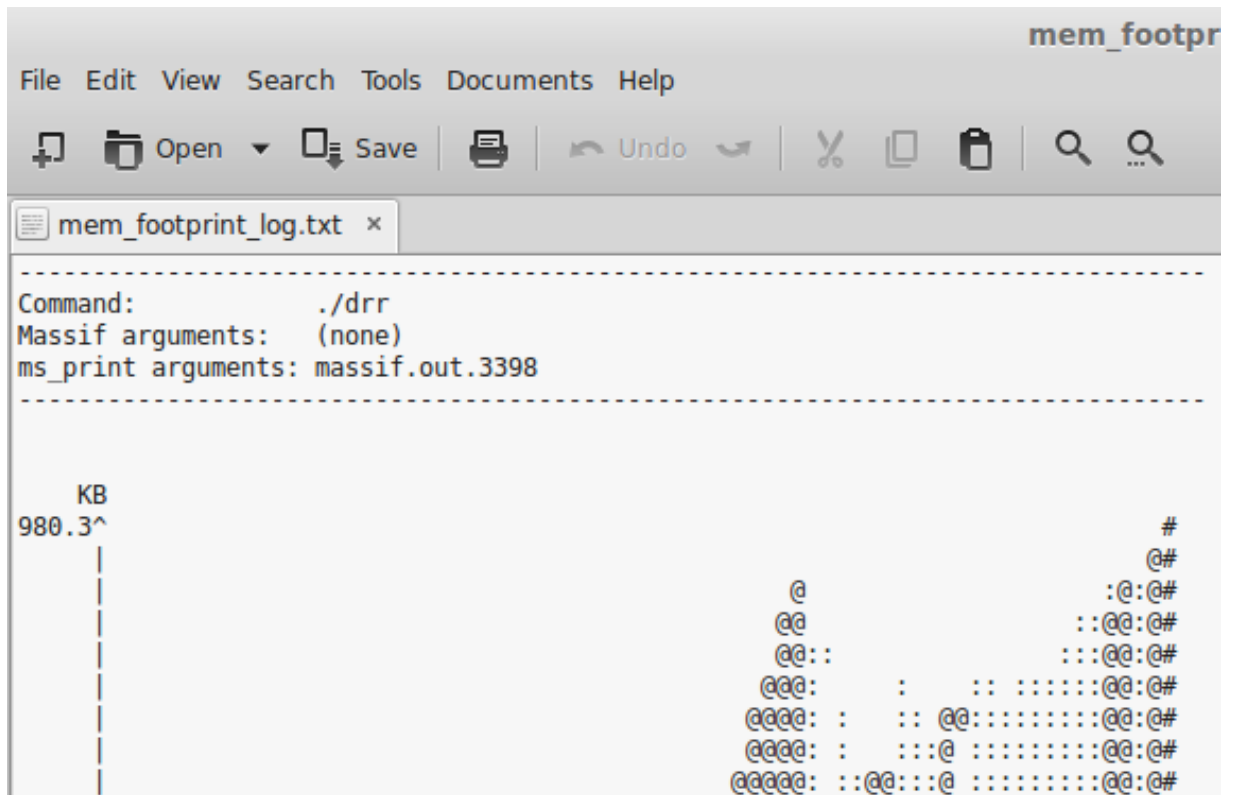 mem_footpr
File Edit View Search Tools Documents Help
Open Save Undo
mem_footprint_log.txt ×
--------------------------------------------------------------------------------
Command:            ./drr
Massif arguments:   (none)
ms_print arguments: massif.out.3398
--------------------------------------------------------------------------------
    KB
980.3^                                                                       #
     |                                                                      @#
     |                                              @                    :@:@#
     |                                             @@                  ::@@:@#
     |                                             @@::               :::@@:@#
     |                                            @@@:     :    :: ::::::@@:@#
     |                                           @@@@: :   :: @@:::::::::@@:@#
     |                                           @@@@: :   :::@ :::::::::@@:@#
     |                                          @@@@@: ::@@:::@ :::::::::@@:@#